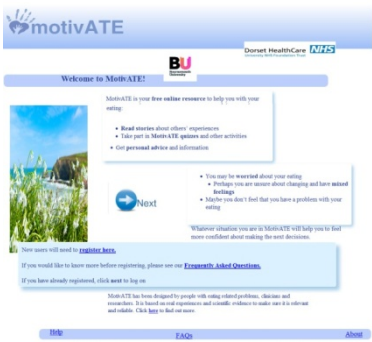 motivATE
Dorset HealthCare NHS
University NHS Foundation Trust
BU
Bournemouth
University
Welcome to MotivATE!
MotivATE is your free online resource to help you with your
eating:
Read stories about others' experiences
Take part in MotivATE quizzes and other activities
Get personal advice and information
You may be worried about your eating
Perhaps you are unsure about changing and have mixed
feelings
Maybe you don't feel that you have a problem with your
eating
Next
Whatever situation you are in MotivATE will help you to feel
more confident about making the next decisions.
New users will need to register here.
If you would like to know more before registering, please see our Frequently Asked Questions.
If you have already registered, click next to log on
MotivATE has been designed by people with eating related problems, clinicians and
researchers. It is based on real experiences and scientific evidence to make sure it is relevant
and reliable. Click here to find out more
Help
FAQs
About